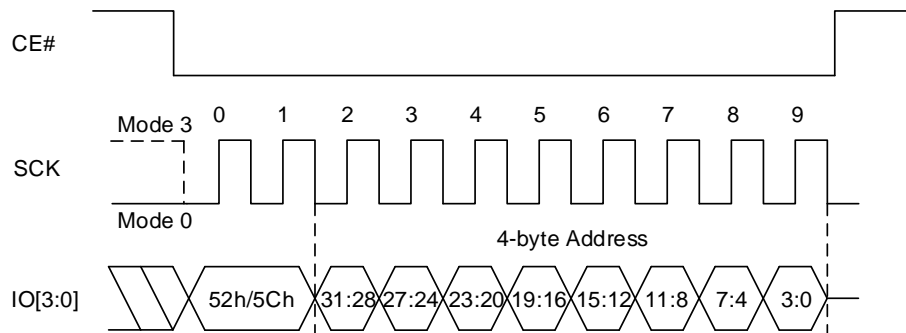 CE#
0 1 2 3 4 5 6 7 8 9
Mode 3
SCK
Mode 0
4-byte Address
IO[3:0] 52h/5Ch 31:28 27:24 23:20 19:16 15:12 11:8 7:4 3:0